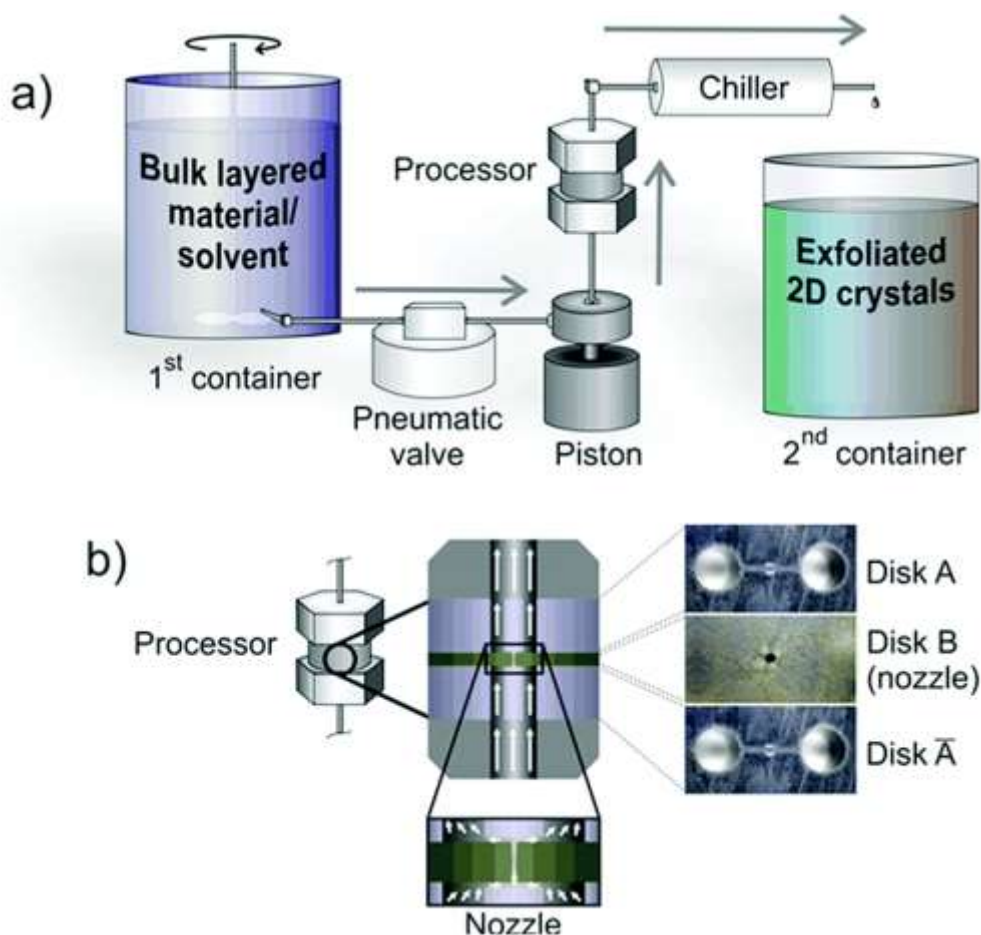 a)
Bulk layered
material/
solvent
1st container
Pneumatic
valve
Piston
Processor
Chiller
Exfoliated
2D crystals
2nd container
b)
Processor
Nozzle
Disk A
Disk B
(nozzle)
Disk A̅